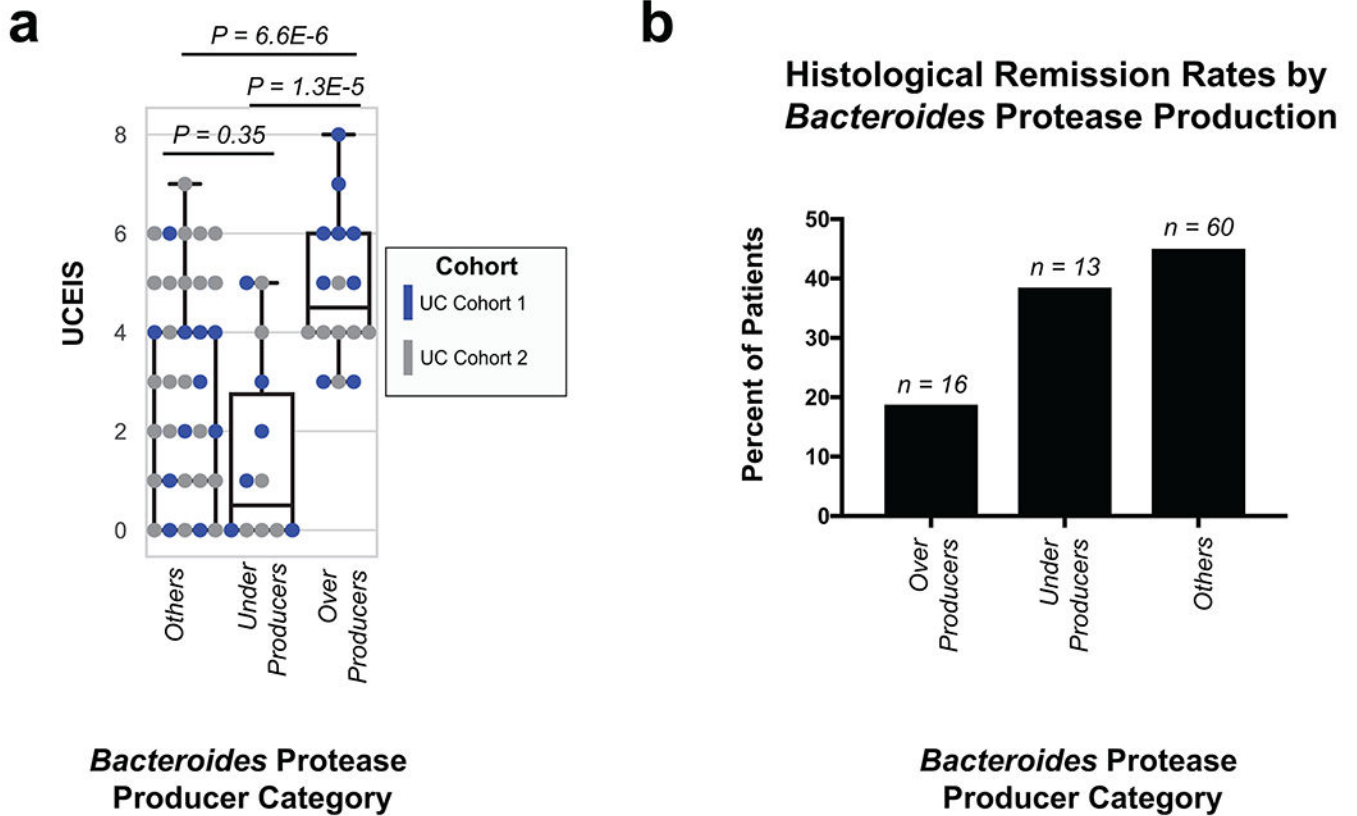 a
P = 6.6E-6
P = 1.3E-5
P = 0.35
8
6
4
2
0
UCEIS
Others
Under
Producers
Over
Producers
Cohort
UC Cohort 1
UC Cohort 2
Bacteroides Protease
Producer Category
b
Histological Remission Rates by
Bacteroides Protease Production
50
40
30
20
10
0
Percent of Patients
n = 16
n = 13
n = 60
Over
Producers
Under
Producers
Others
Bacteroides Protease
Producer Category